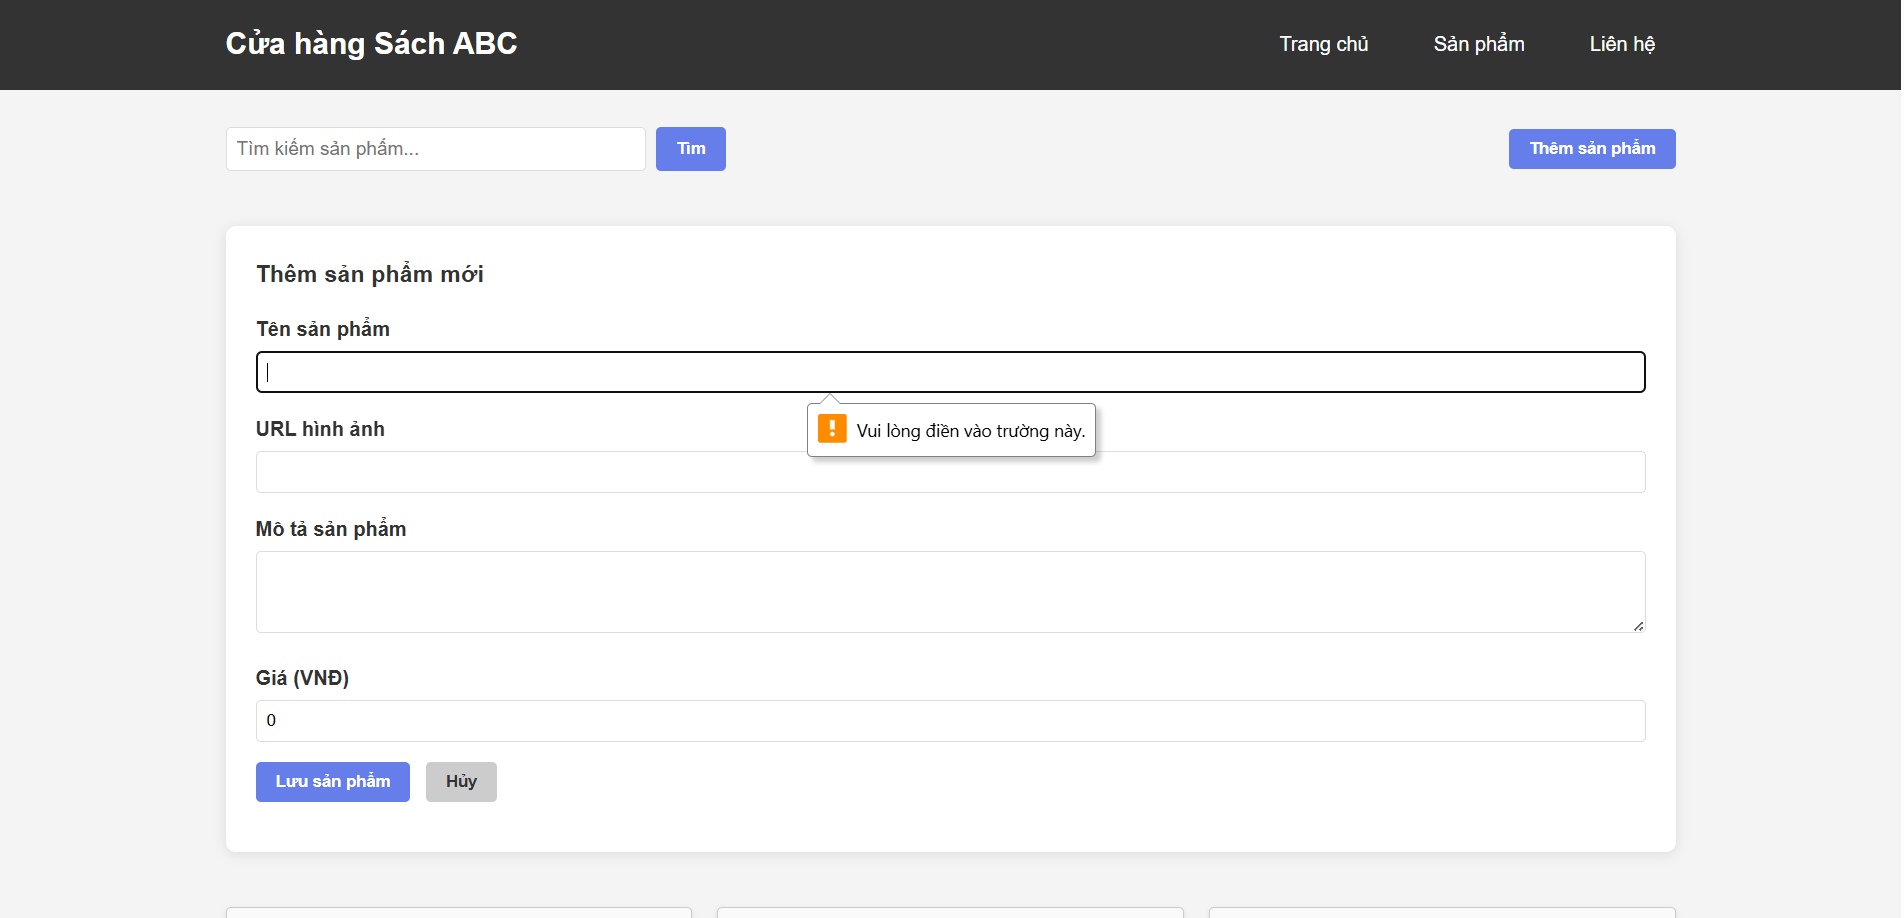 Cửa hàng Sách ABC
Trang chủ
Sản phẩm
Liên hệ
Tìm kiếm sản phẩm...
Tìm
Thêm sản phẩm
Thêm sản phẩm mới
Tên sản phẩm
Vui lòng điền vào trường này.
URL hình ảnh
Mô tả sản phẩm
Giá (VNĐ)
0
Lưu sản phẩm
Hủy